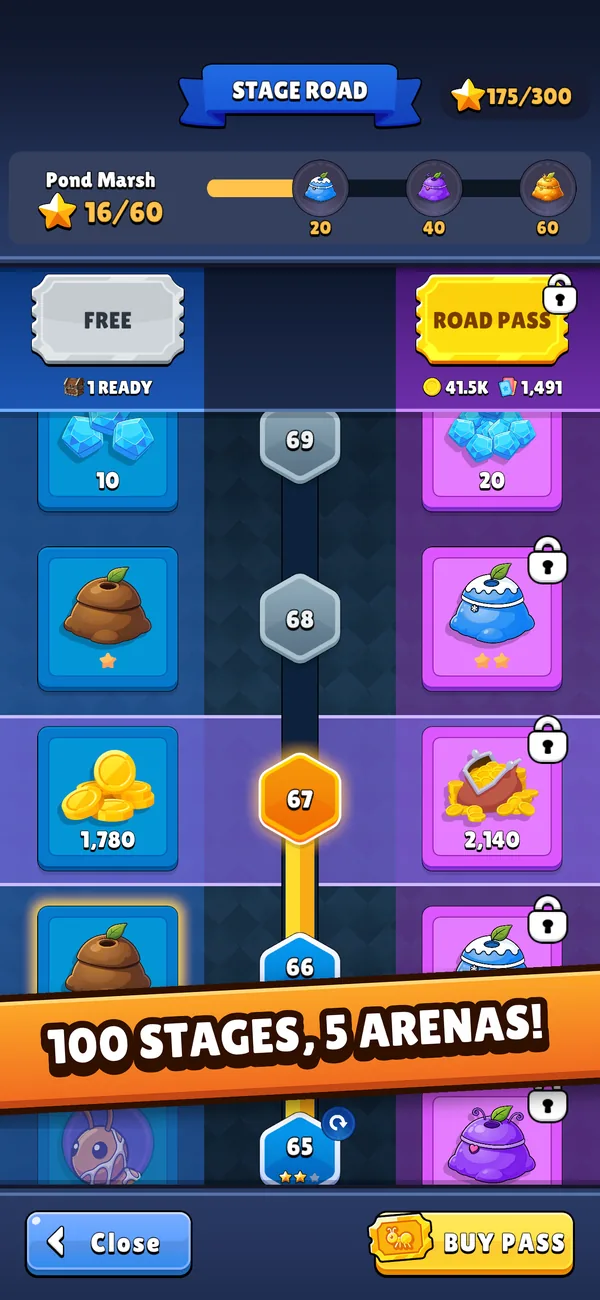 STAGE ROAD
175/300
Pond Marsh
16/60
20
40
60
FREE
ROAD PASS
1 READY
41.5K
1,491
69
10
20
68
67
1,780
2,140
66
100 STAGES, 5 ARENAS!
65
Close
BUY PASS